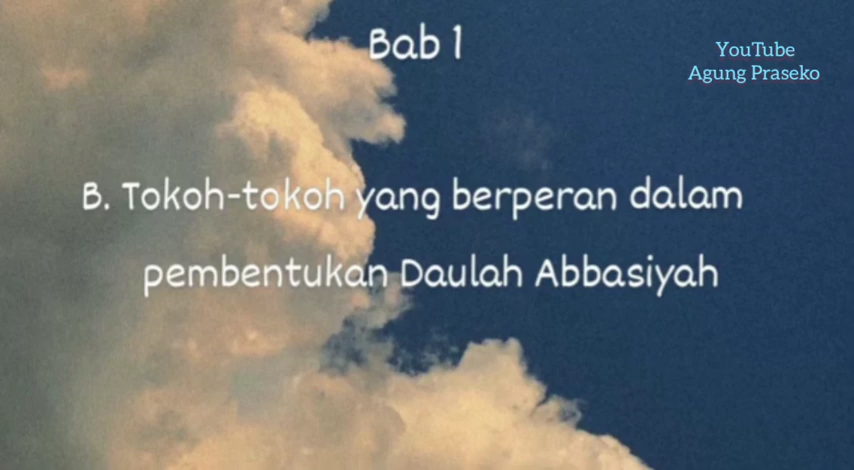 Bab 1
YouTube
Agung Praseko
B. Tokoh-tokoh yang berperan dalam
pembentukan Daulah Abbasiyah